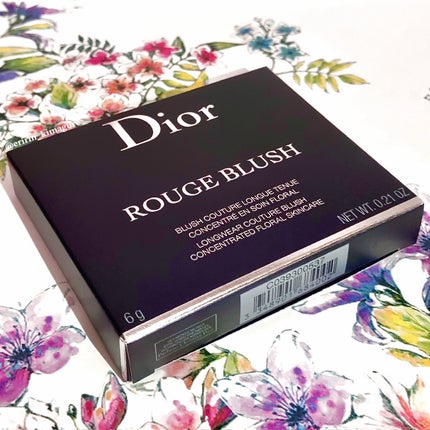 Dior
ROUGE BLUSH
BLUSH COUTURE LONGUE TENUE
CONCENTRÉ EN SOIN FLORAL
LONGWEAR COUTURE BLUSH
CONCENTRATED FLORAL SKINCARE
6 g
NET WT. 0.21 OZ
C039300537